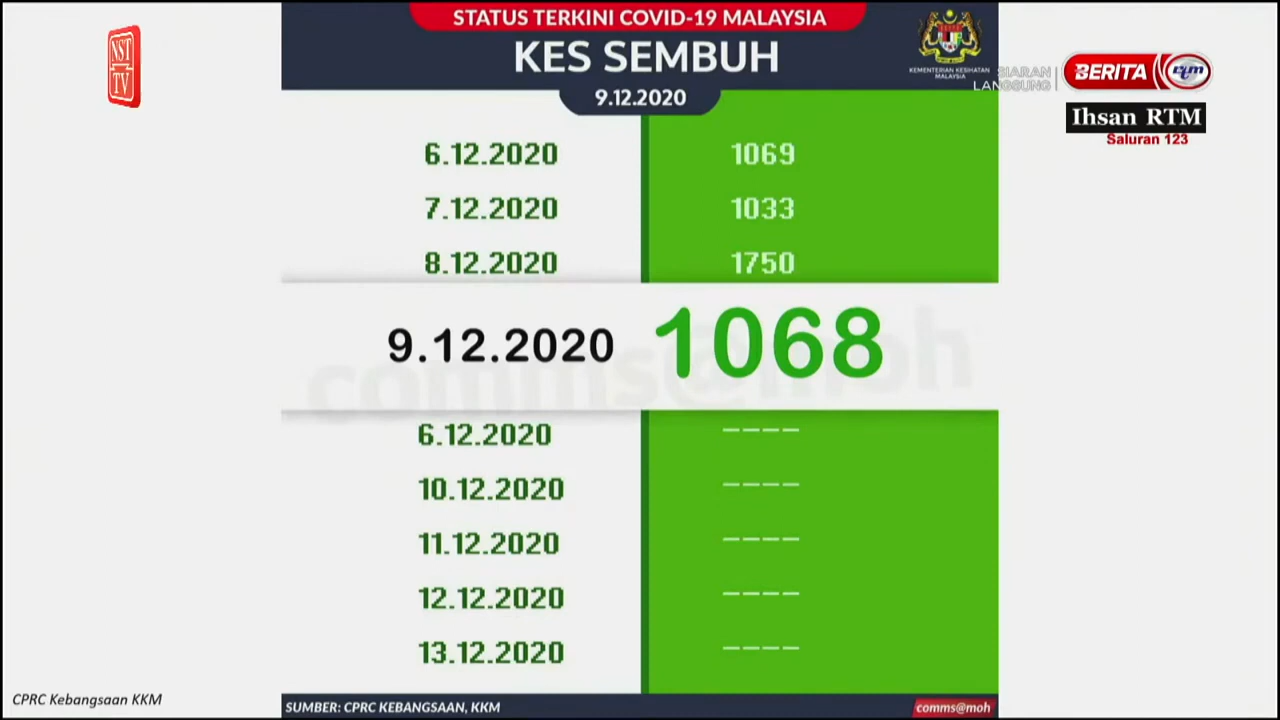 STATUS TERKINI COVID-19 MALAYSIA
KES SEMBUH
9.12.2020
KEMENTERIAN KESIHATAN
MALAYSIA
NST
TV
SIARAN
LANGSUNG
BERITA rtm
Ihsan RTM
Saluran 123
6.12.2020 1069
7.12.2020 1033
8.12.2020 1750
9.12.2020 1068
comms@moh
6.12.2020 ----
10.12.2020 ----
11.12.2020 ----
12.12.2020 ----
13.12.2020 ----
CPRC Kebangsaan KKM
SUMBER: CPRC KEBANGSAAN, KKM
comms@moh